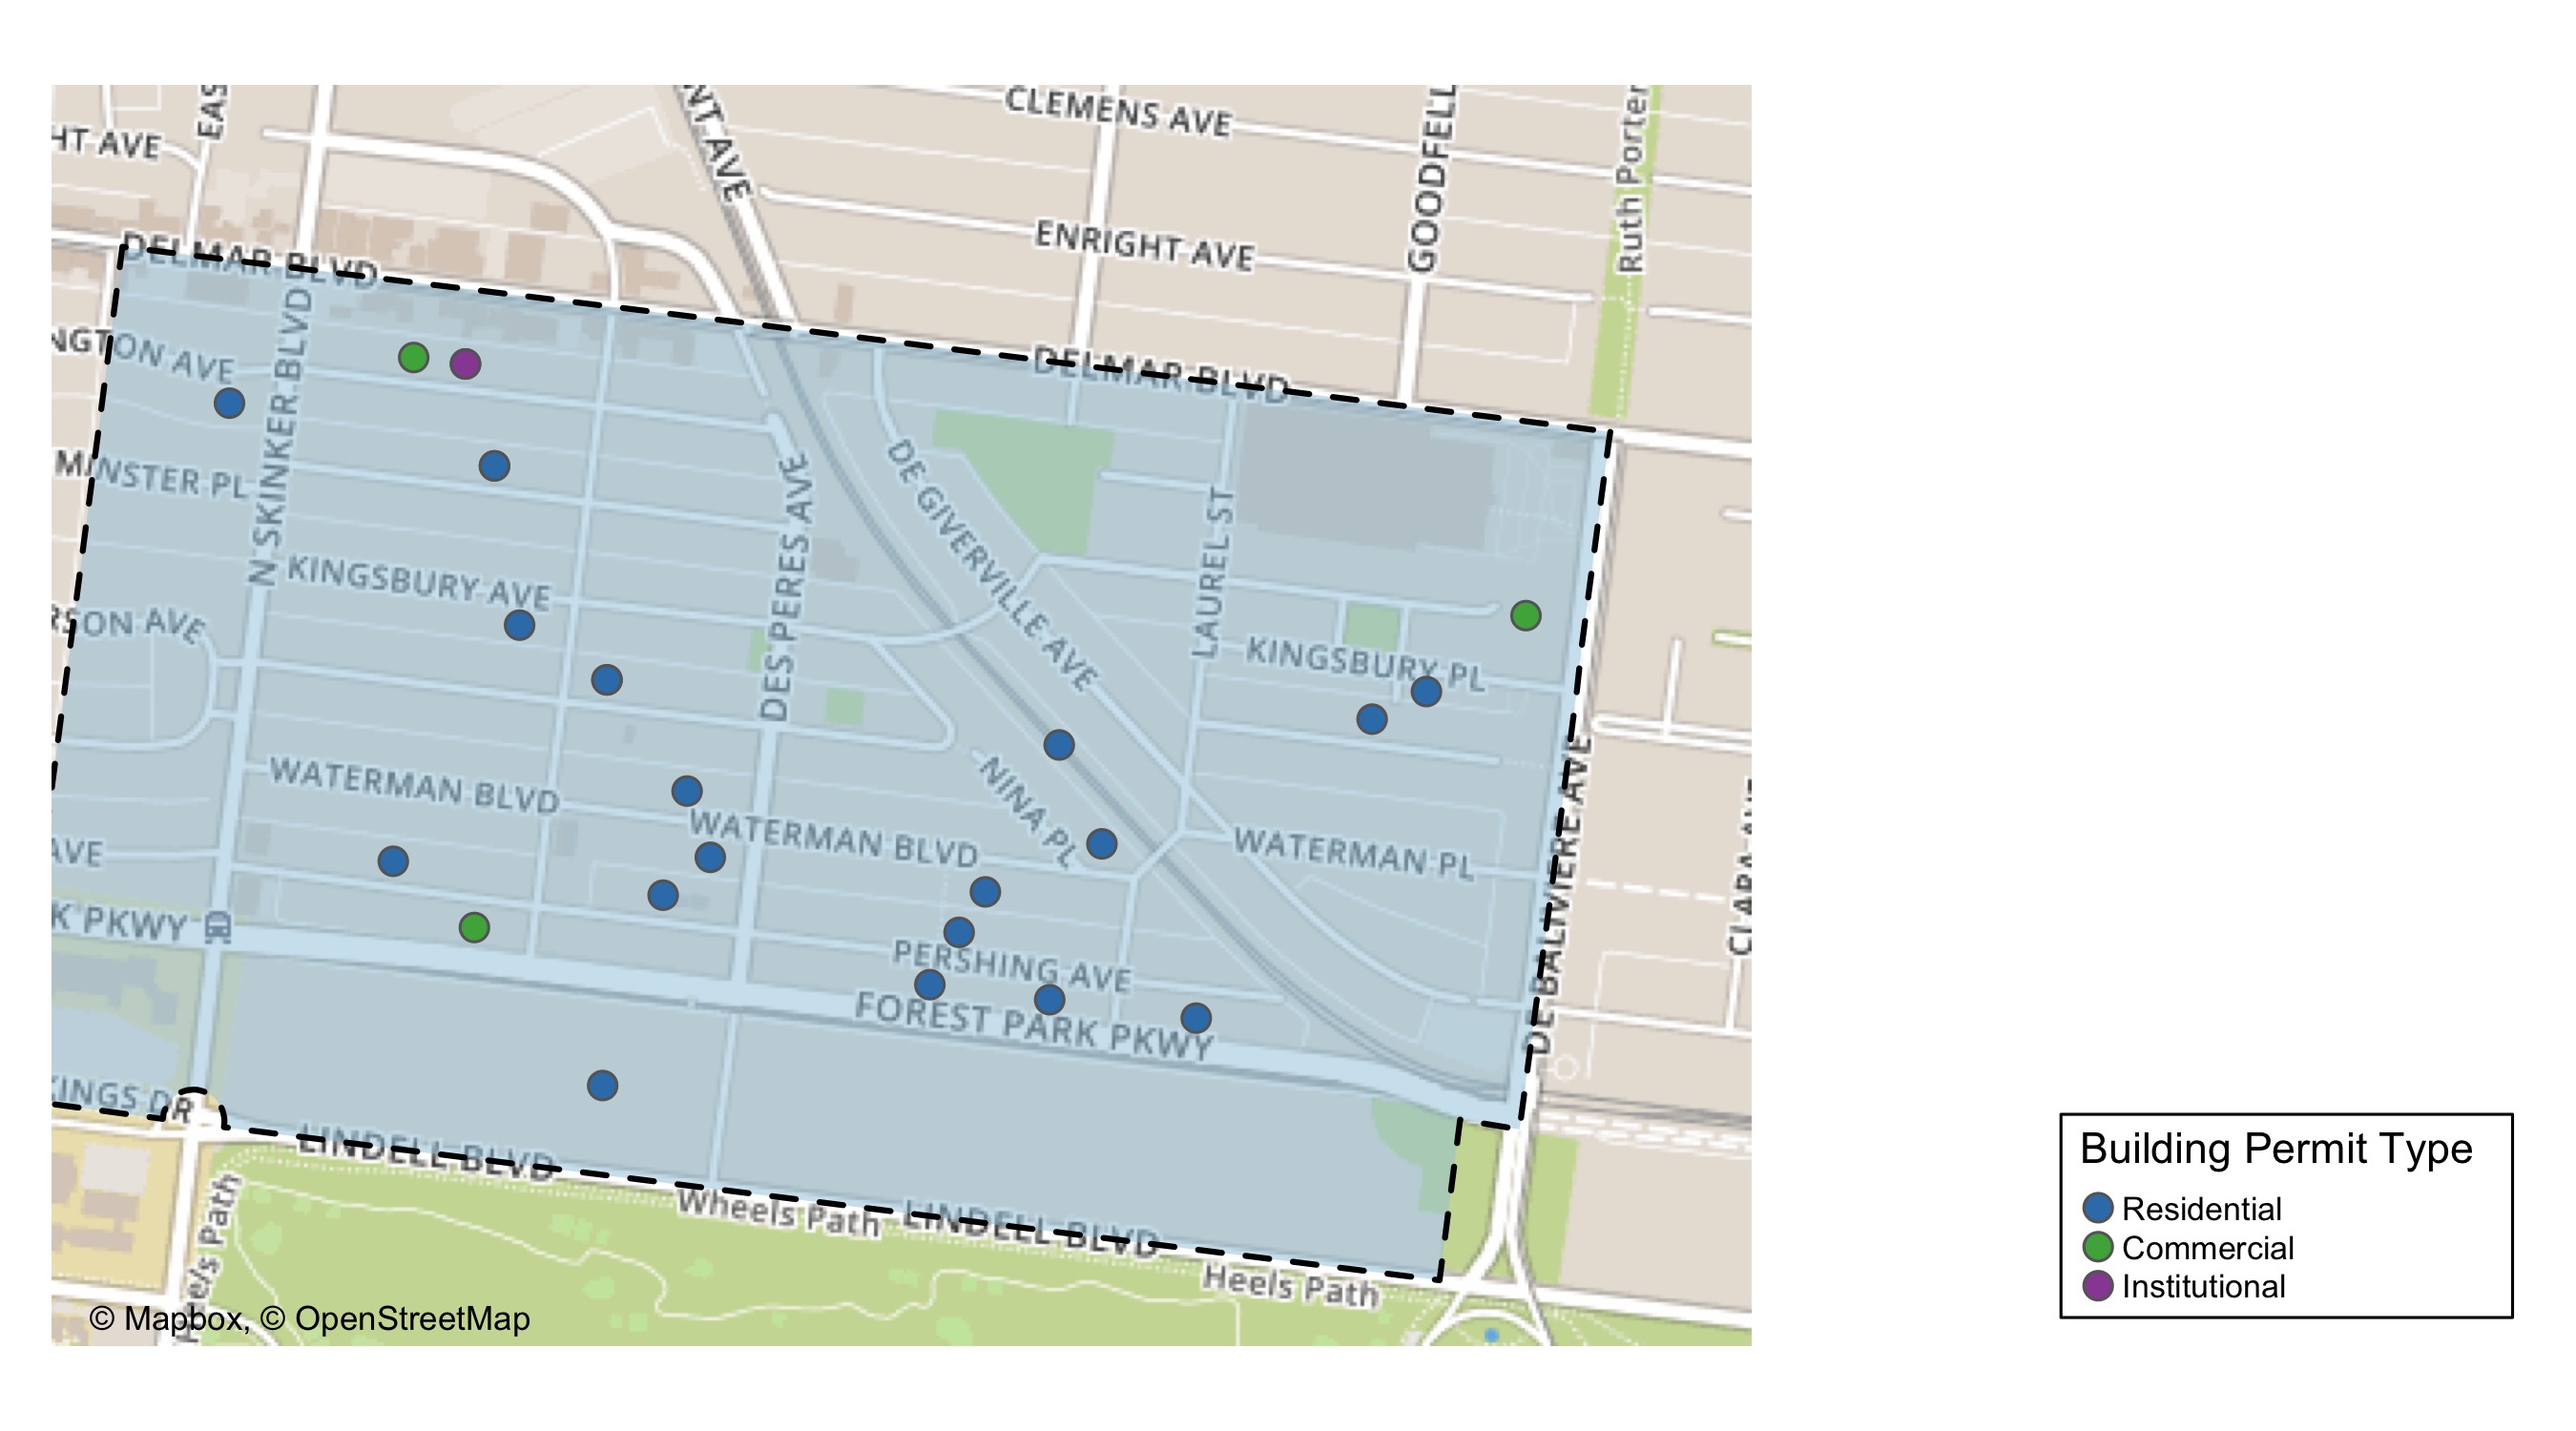 CLEMENS AVE
HT AVE
EAS
NT AVE
GOODFELL
Ruth Porter
ENRIGHT AVE
DELMAR BLVD
DELMAR BLVD
NGTON AVE
N SKINKER BLVD
MINSTER PL
DES PERES AVE
DE GIVERVILLE AVE
LAUREL ST
KINGSBURY AVE
RSON AVE
KINGSBURY PL
WATERMAN BLVD
WATERMAN BLVD
NINA PL
WATERMAN PL
DE BALIVIERE AVE
CLARA AVE
AVE
K PKWY
PERSHING AVE
FOREST PARK PKWY
KINGS DR
LINDELL BLVD
Wheels Path
LINDELL BLVD
Heels Path
Heels Path
© Mapbox, © OpenStreetMap
Building Permit Type
Residential
Commercial
Institutional